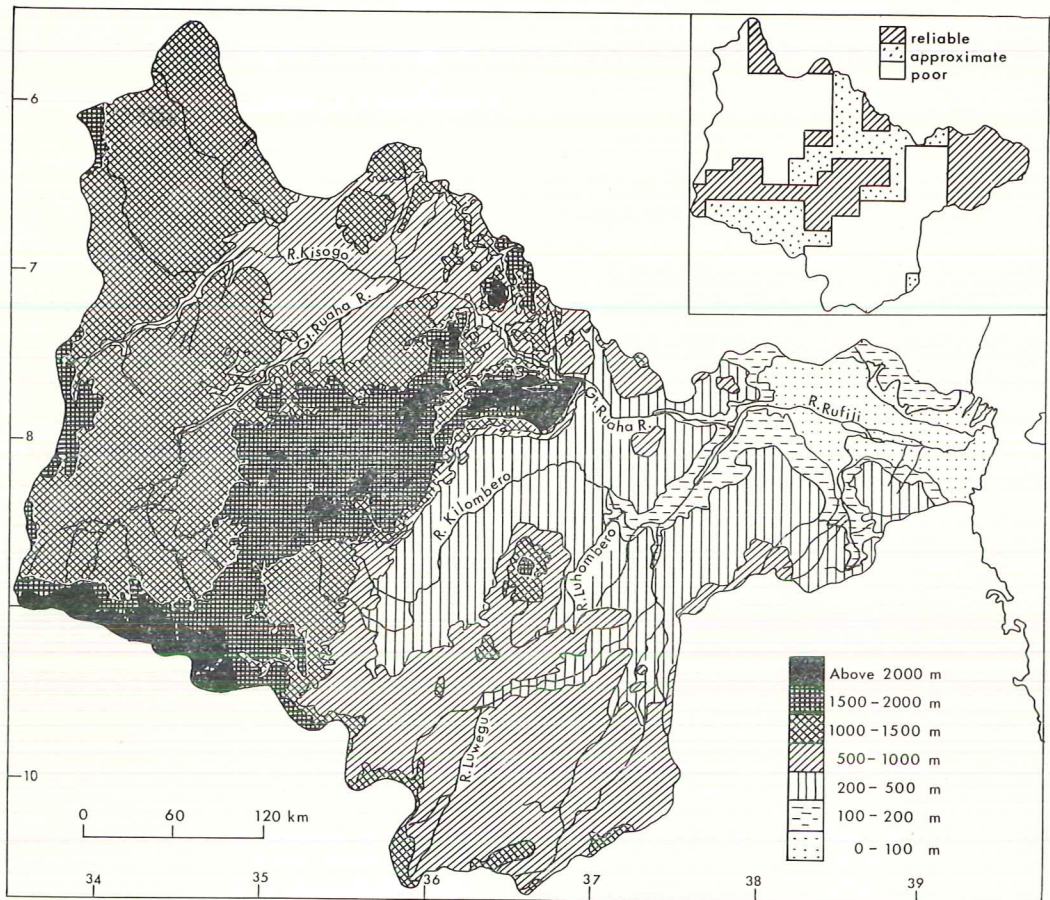 reliable
approximate
poor
6
7
8
10
R. Kisogo
Gt. Ruaha R.
Gt. Ruaha R.
R. Rufiji
R. Kilombero
R. Luhombero
R. Luwegu
Above 2000 m
1500 - 2000 m
1000 - 1500 m
500 - 1000 m
200 - 500 m
100 - 200 m
0 - 100 m
0 60 120 km
34 35 36 37 38 39